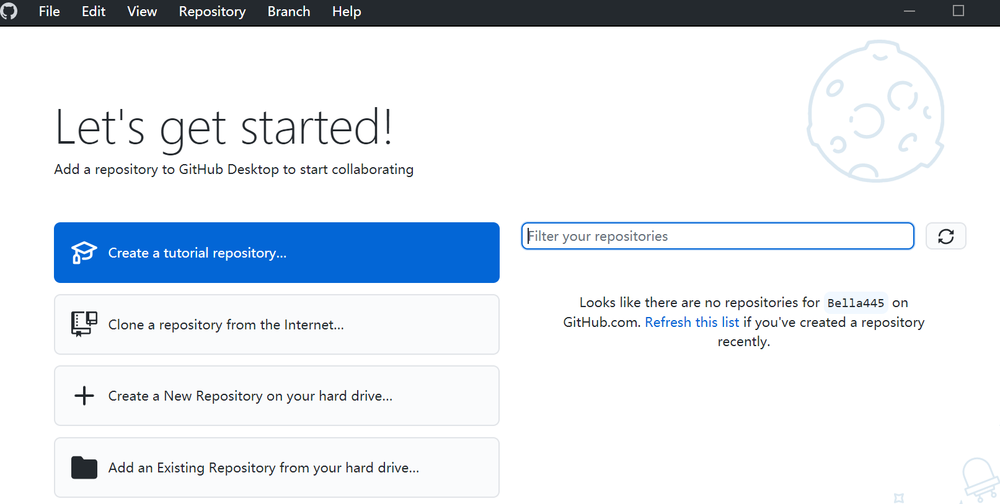 File Edit View Repository Branch Help
Let's get started!
Add a repository to GitHub Desktop to start collaborating
Create a tutorial repository...
Clone a repository from the Internet...
Create a New Repository on your hard drive...
Add an Existing Repository from your hard drive...
Filter your repositories
Looks like there are no repositories for Bella445 on
GitHub.com. Refresh this list if you've created a repository
recently.